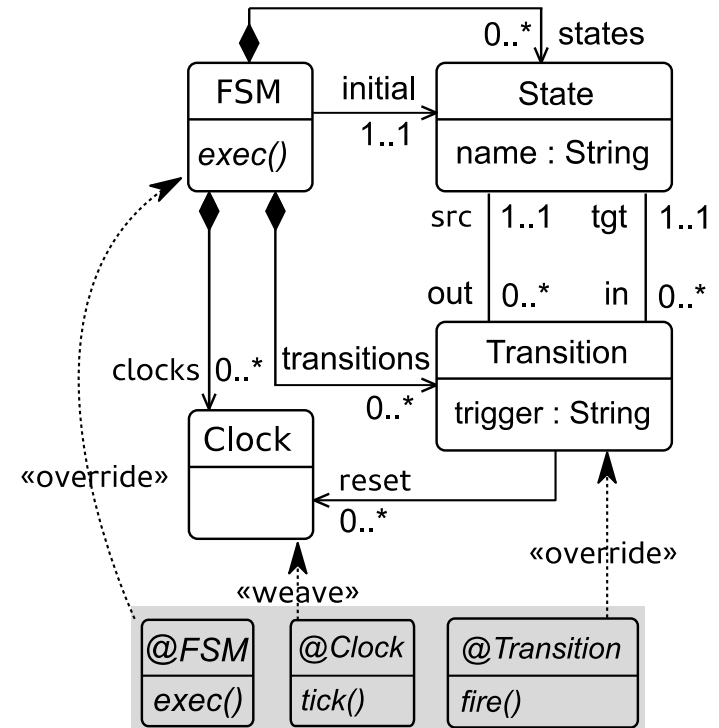 0..* states
FSM
initial
State
exec()
1..1
name : String
src 1..1 tgt 1..1
out 0..* in 0..*
clocks 0..* transitions
Transition
0..*
trigger : String
Clock
reset
0..*
«override»
«override»
«weave»
@FSM
@Clock
@Transition
exec()
tick()
fire()